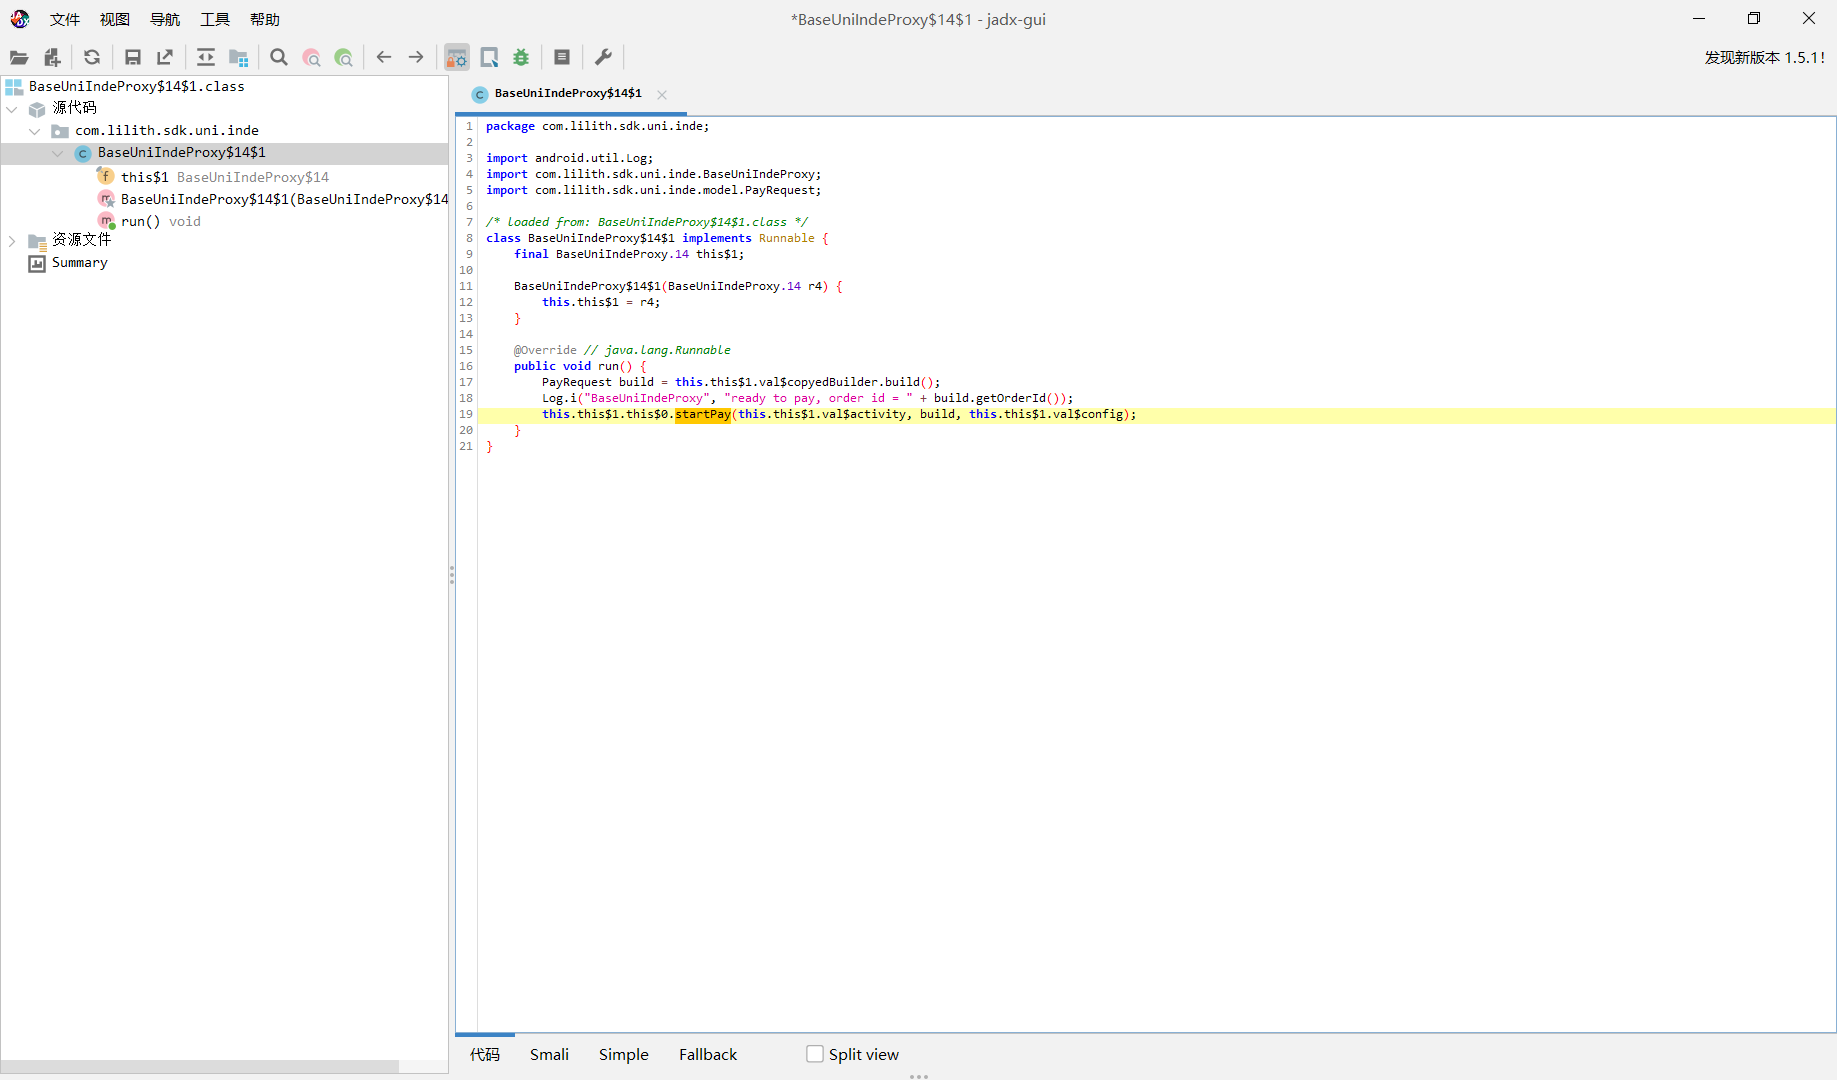 文件 视图 导航 工具 帮助
*BaseUniIndeProxy$14$1 - jadx-gui
发现新版本 1.5.1!
BaseUniIndeProxy$14$1.class
源代码
com.lilith.sdk.uni.inde
BaseUniIndeProxy$14$1
this$1 BaseUniIndeProxy$14
BaseUniIndeProxy$14$1(BaseUniIndeProxy$14
run() void
资源文件
Summary
BaseUniIndeProxy$14$1
1 package com.lilith.sdk.uni.inde;
2
3 import android.util.Log;
4 import com.lilith.sdk.uni.inde.BaseUniIndeProxy;
5 import com.lilith.sdk.uni.inde.model.PayRequest;
6
7 /* loaded from: BaseUniIndeProxy$14$1.class */
8 class BaseUniIndeProxy$14$1 implements Runnable {
9 final BaseUniIndeProxy.14 this$1;
10
11 BaseUniIndeProxy$14$1(BaseUniIndeProxy.14 r4) {
12 this.this$1 = r4;
13 }
14
15 @Override // java.lang.Runnable
16 public void run() {
17 PayRequest build = this.this$1.val$copyedBuilder.build();
18 Log.i("BaseUniIndeProxy", "ready to pay, order id = " + build.getOrderId());
19 this.this$1.this$0.startPay(this.this$1.val$activity, build, this.this$1.val$config);
20 }
21 }
代码 Smali Simple Fallback Split view